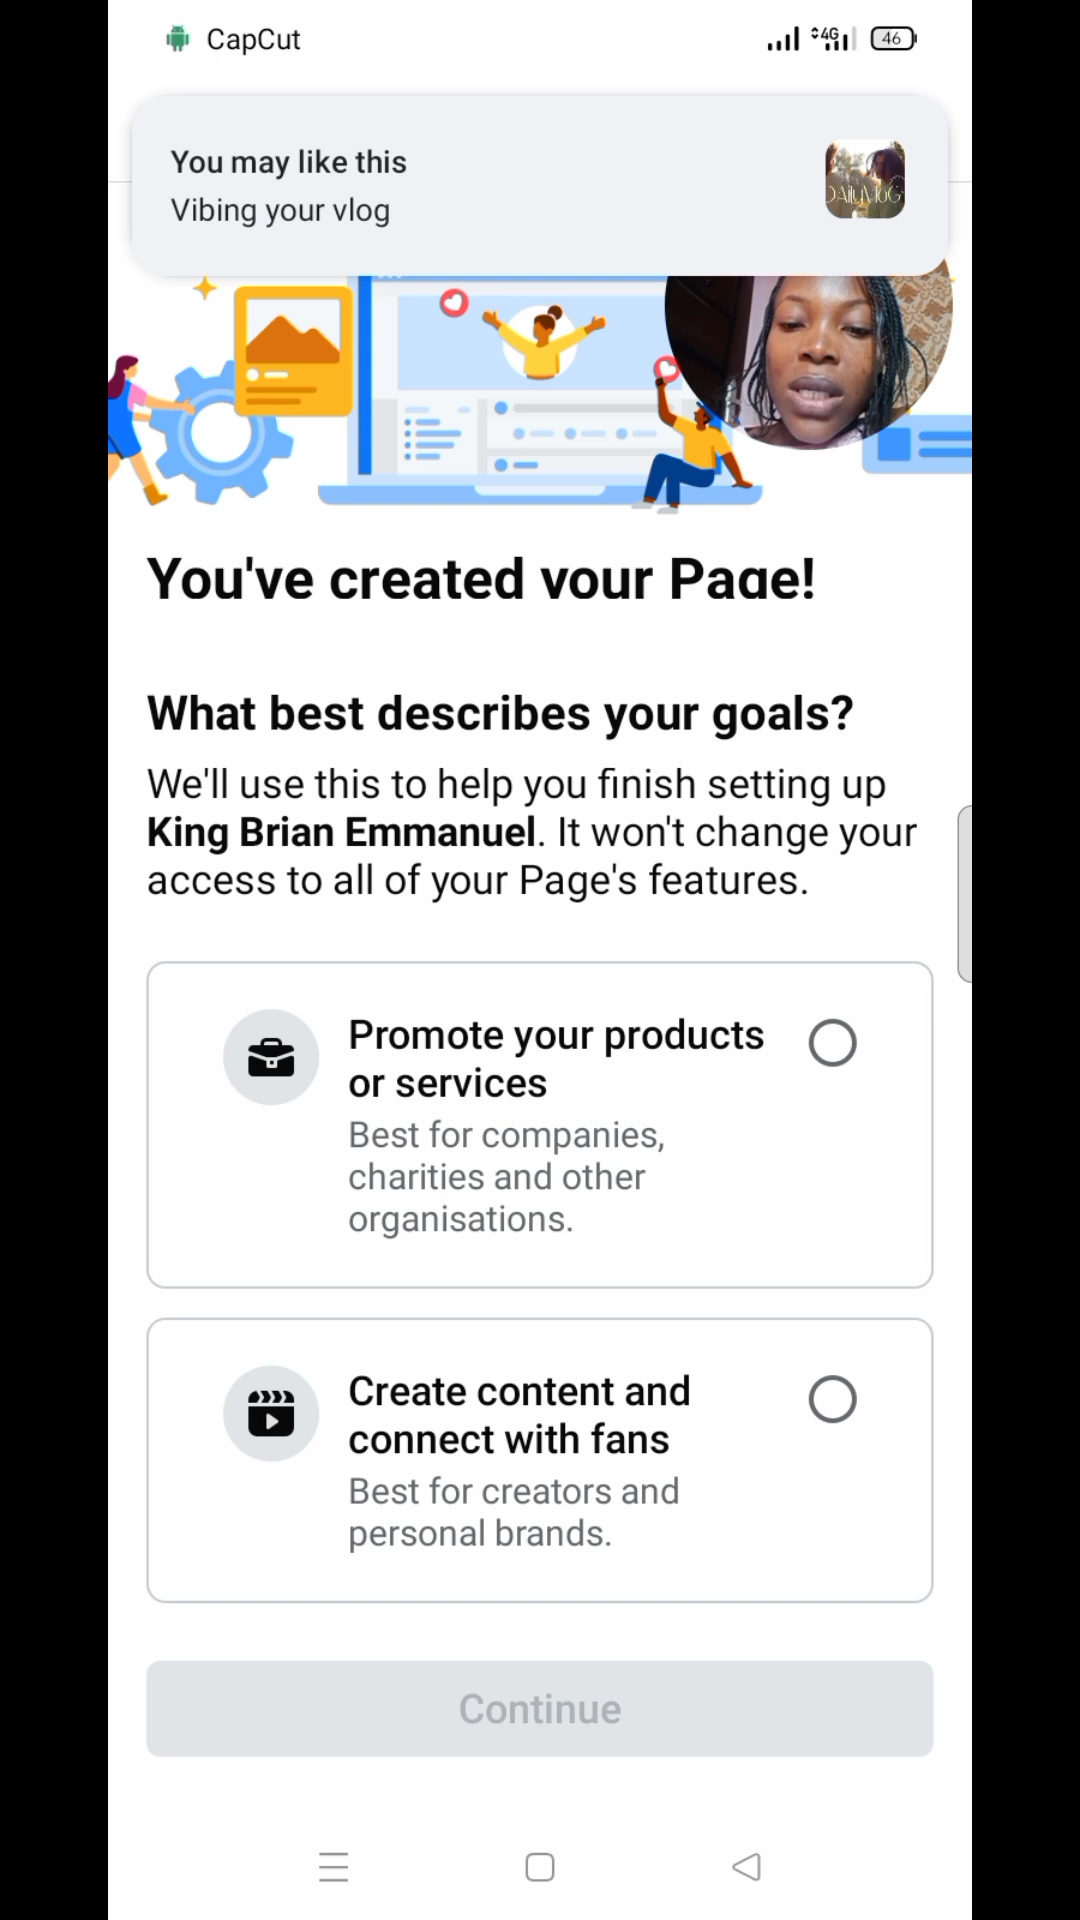 CapCut
4G
46
You may like this
Vibing your vlog
You've created your Page!
What best describes your goals?
We'll use this to help you finish setting up
King Brian Emmanuel. It won't change your
access to all of your Page's features.
Promote your products
or services
Best for companies,
charities and other
organisations.
Create content and
connect with fans
Best for creators and
personal brands.
Continue